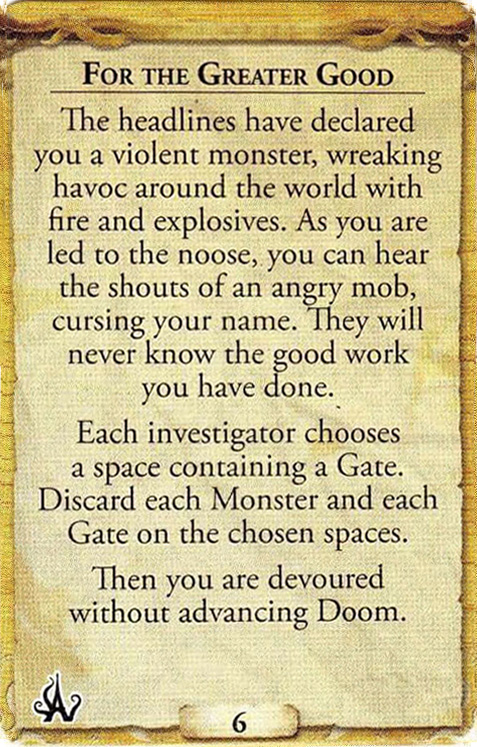 For the Greater Good
The headlines have declared
you a violent monster, wreaking
havoc around the world with
fire and explosives. As you are
led to the noose, you can hear
the shouts of an angry mob,
cursing your name. They will
never know the good work
you have done.
Each investigator chooses
a space containing a Gate.
Discard each Monster and each
Gate on the chosen spaces.
Then you are devoured
without advancing Doom.
6